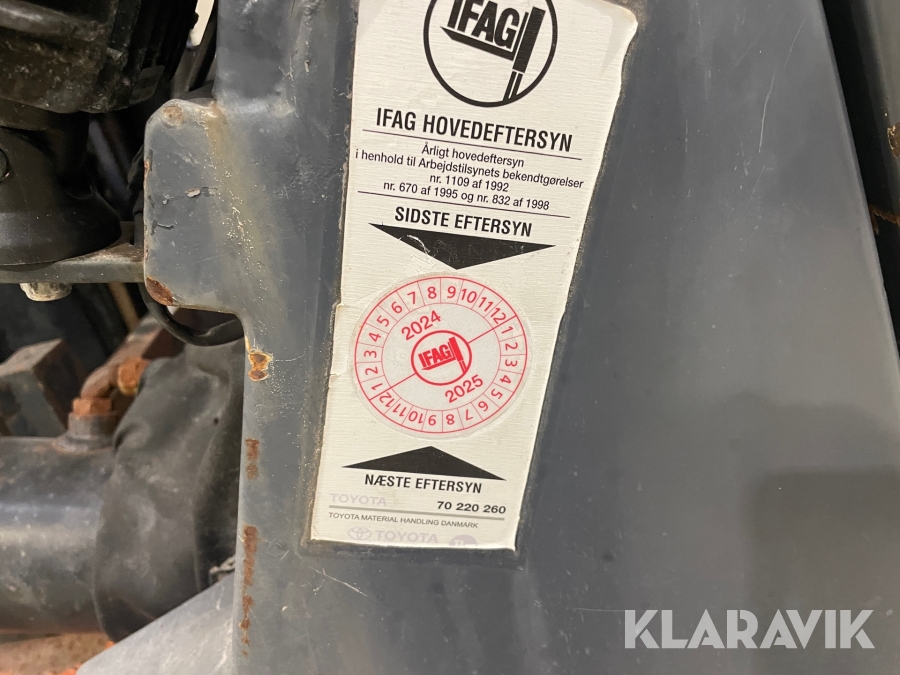 IFAG
IFAG HOVEDEFTERSYN
Årligt hovedeftersyn
i henhold til Arbejdstilsynets bekendtgørelser
nr. 1109 af 1992
nr. 670 af 1995 og nr. 832 af 1998
SIDSTE EFTERSYN
1 2 3 4 5 6 7 8 9 10 11 12
2024
IFAG
2025
1 2 3 4 5 6 7 8 9 10 11 12
NÆSTE EFTERSYN
TOYOTA 70 220 260
TOYOTA MATERIAL HANDLING DANMARK
TOYOTA
KLARAVIK